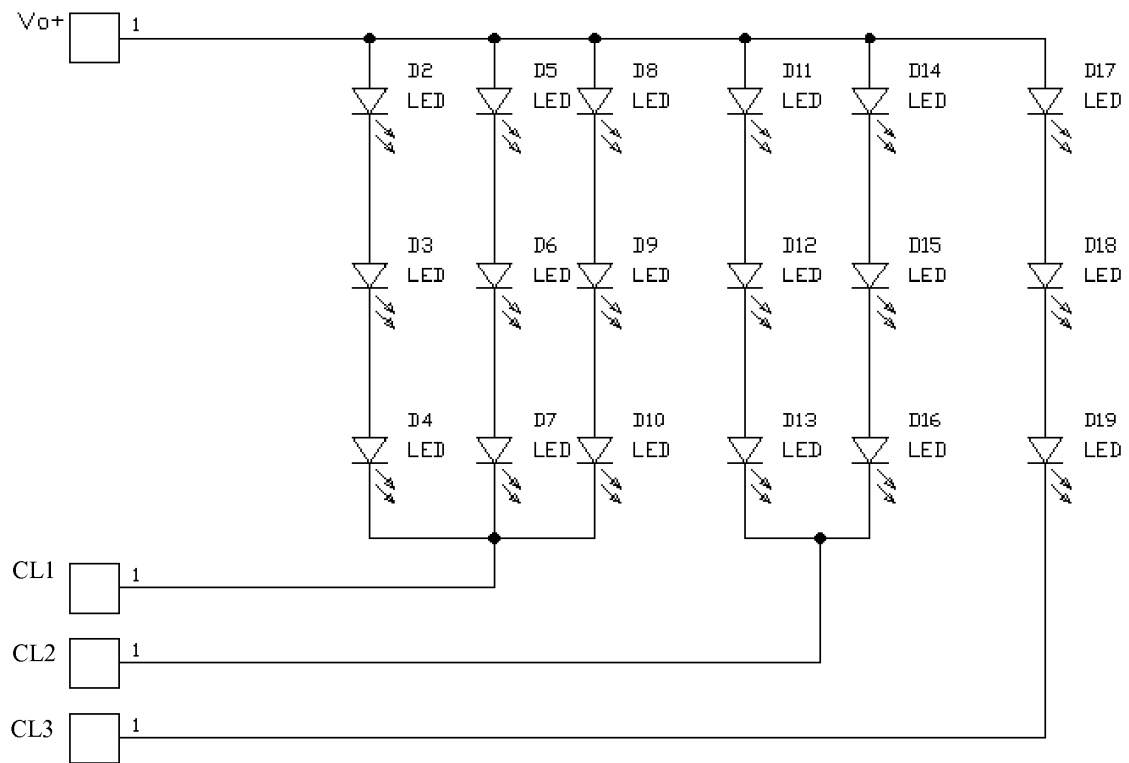 Vo+ 1
D2 D5 D8 D11 D14 D17
LED LED LED LED LED LED
D3 D6 D9 D12 D15 D18
LED LED LED LED LED LED
D4 D7 D10 D13 D16 D19
LED LED LED LED LED LED
CL1 1
CL2 1
CL3 1